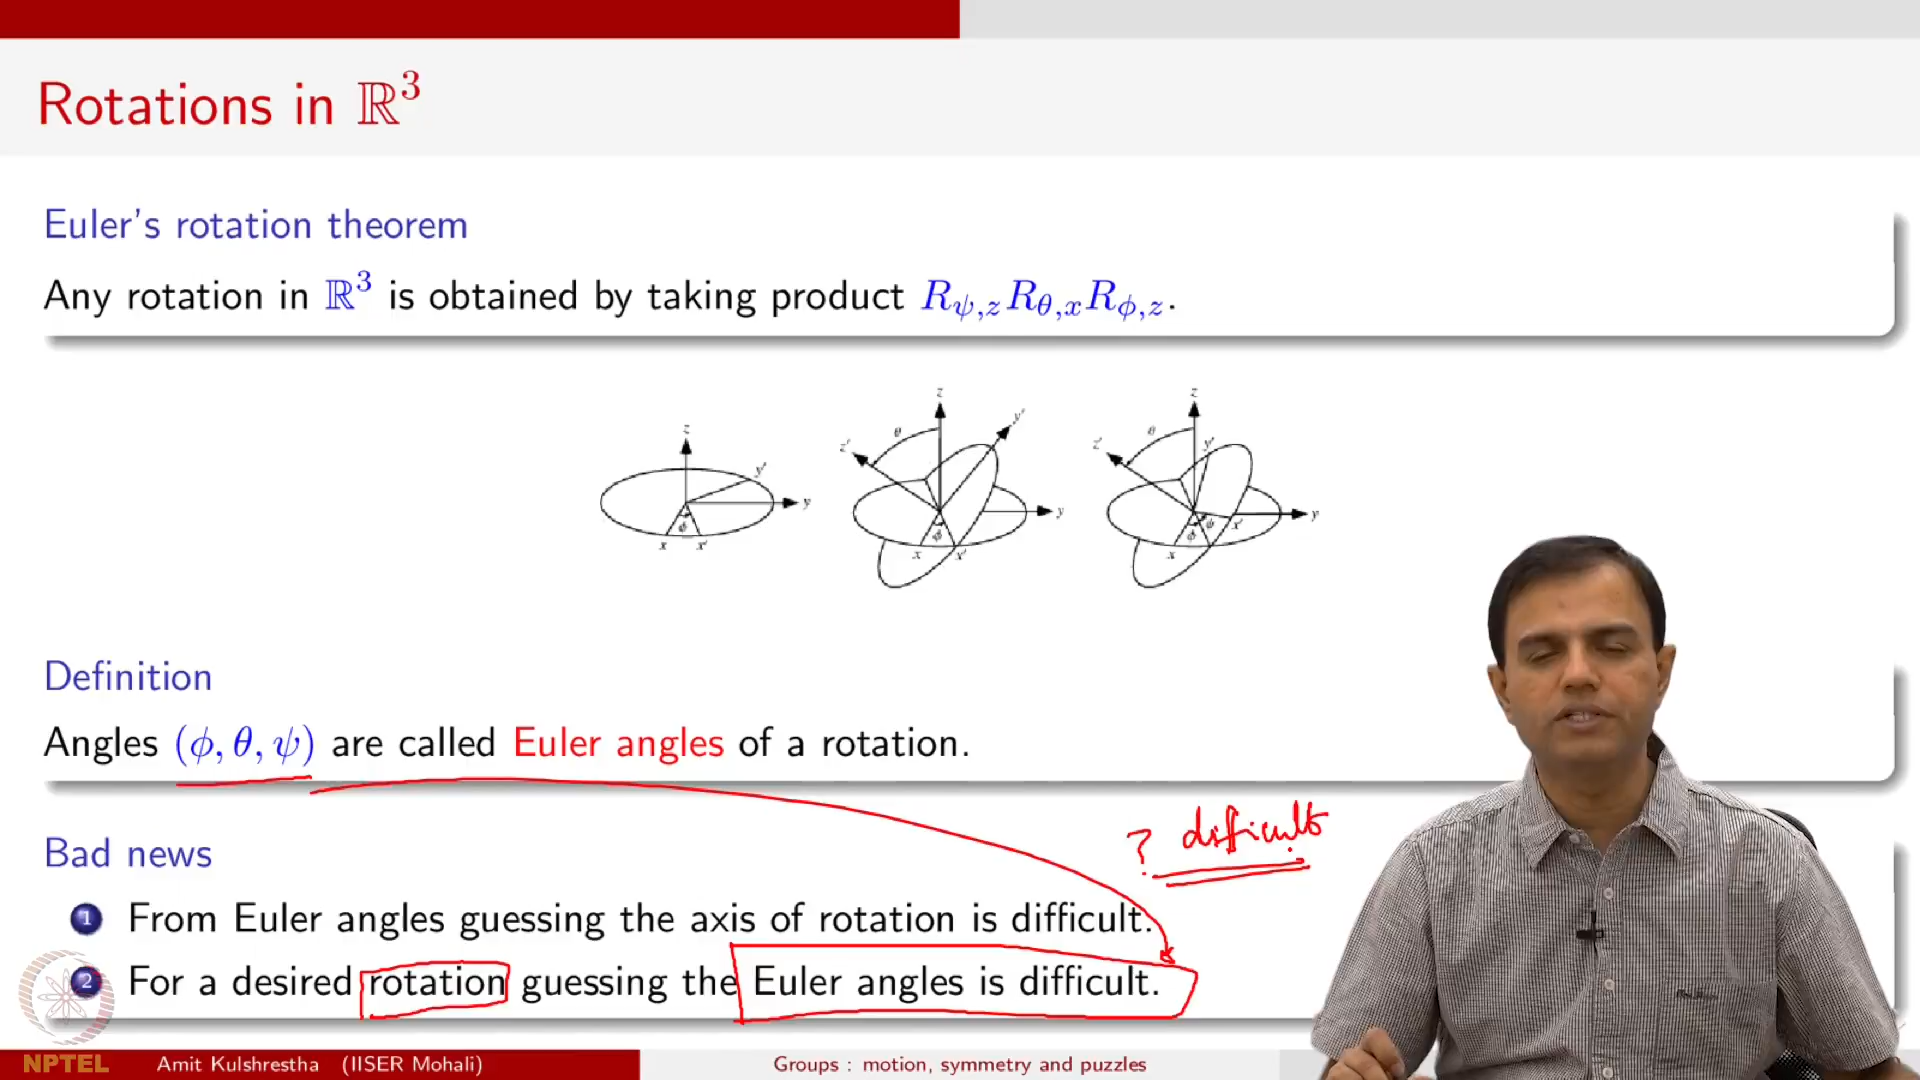 Rotations in ℝ³
Euler's rotation theorem
Any rotation in ℝ³ is obtained by taking product R_{ψ,z}R_{θ,x}R_{ϕ,z}.
z y' y ϕ x x'
z θ z' y' y ϕ x x'
z θ z' y' y ψ x' ϕ x
Definition
Angles (ϕ, θ, ψ) are called Euler angles of a rotation.
? difficult
Bad news
1 From Euler angles guessing the axis of rotation is difficult.
2 For a desired rotation guessing the Euler angles is difficult.
NPTEL Amit Kulshrestha (IISER Mohali) Groups : motion, symmetry and puzzles